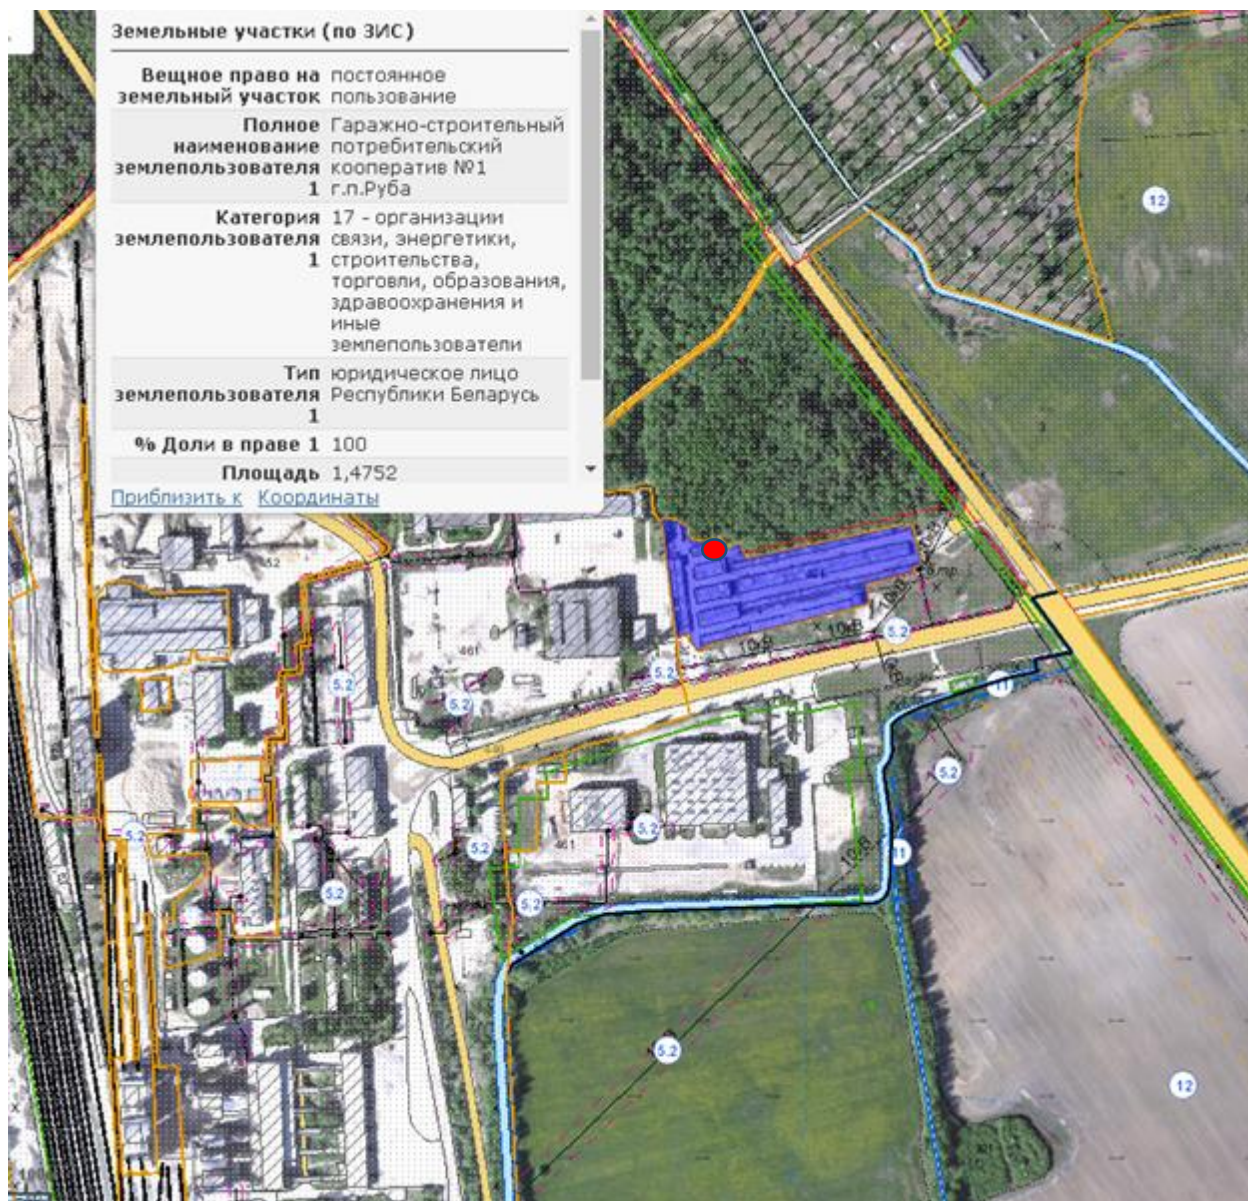 Земельные участки (по ЗИС)
Вещное право на земельный участок
постоянное пользование
Полное наименование землепользователя 1
Гаражно-строительный потребительский кооператив №1 г.п.Руба
Категория землепользователя 1
17 - организации связи, энергетики, строительства, торговли, образования, здравоохранения и иные землепользователи
Тип землепользователя 1
юридическое лицо Республики Беларусь
% Доли в праве 1 100
Площадь 1,4752
Приблизить к Координаты
12
10кВ
10кВ
5.2
461
5.2
5.2
5.2
11
5.2
5.2
5.2
5.2
461
11
10кВ
5.2
5.2
5.2
12